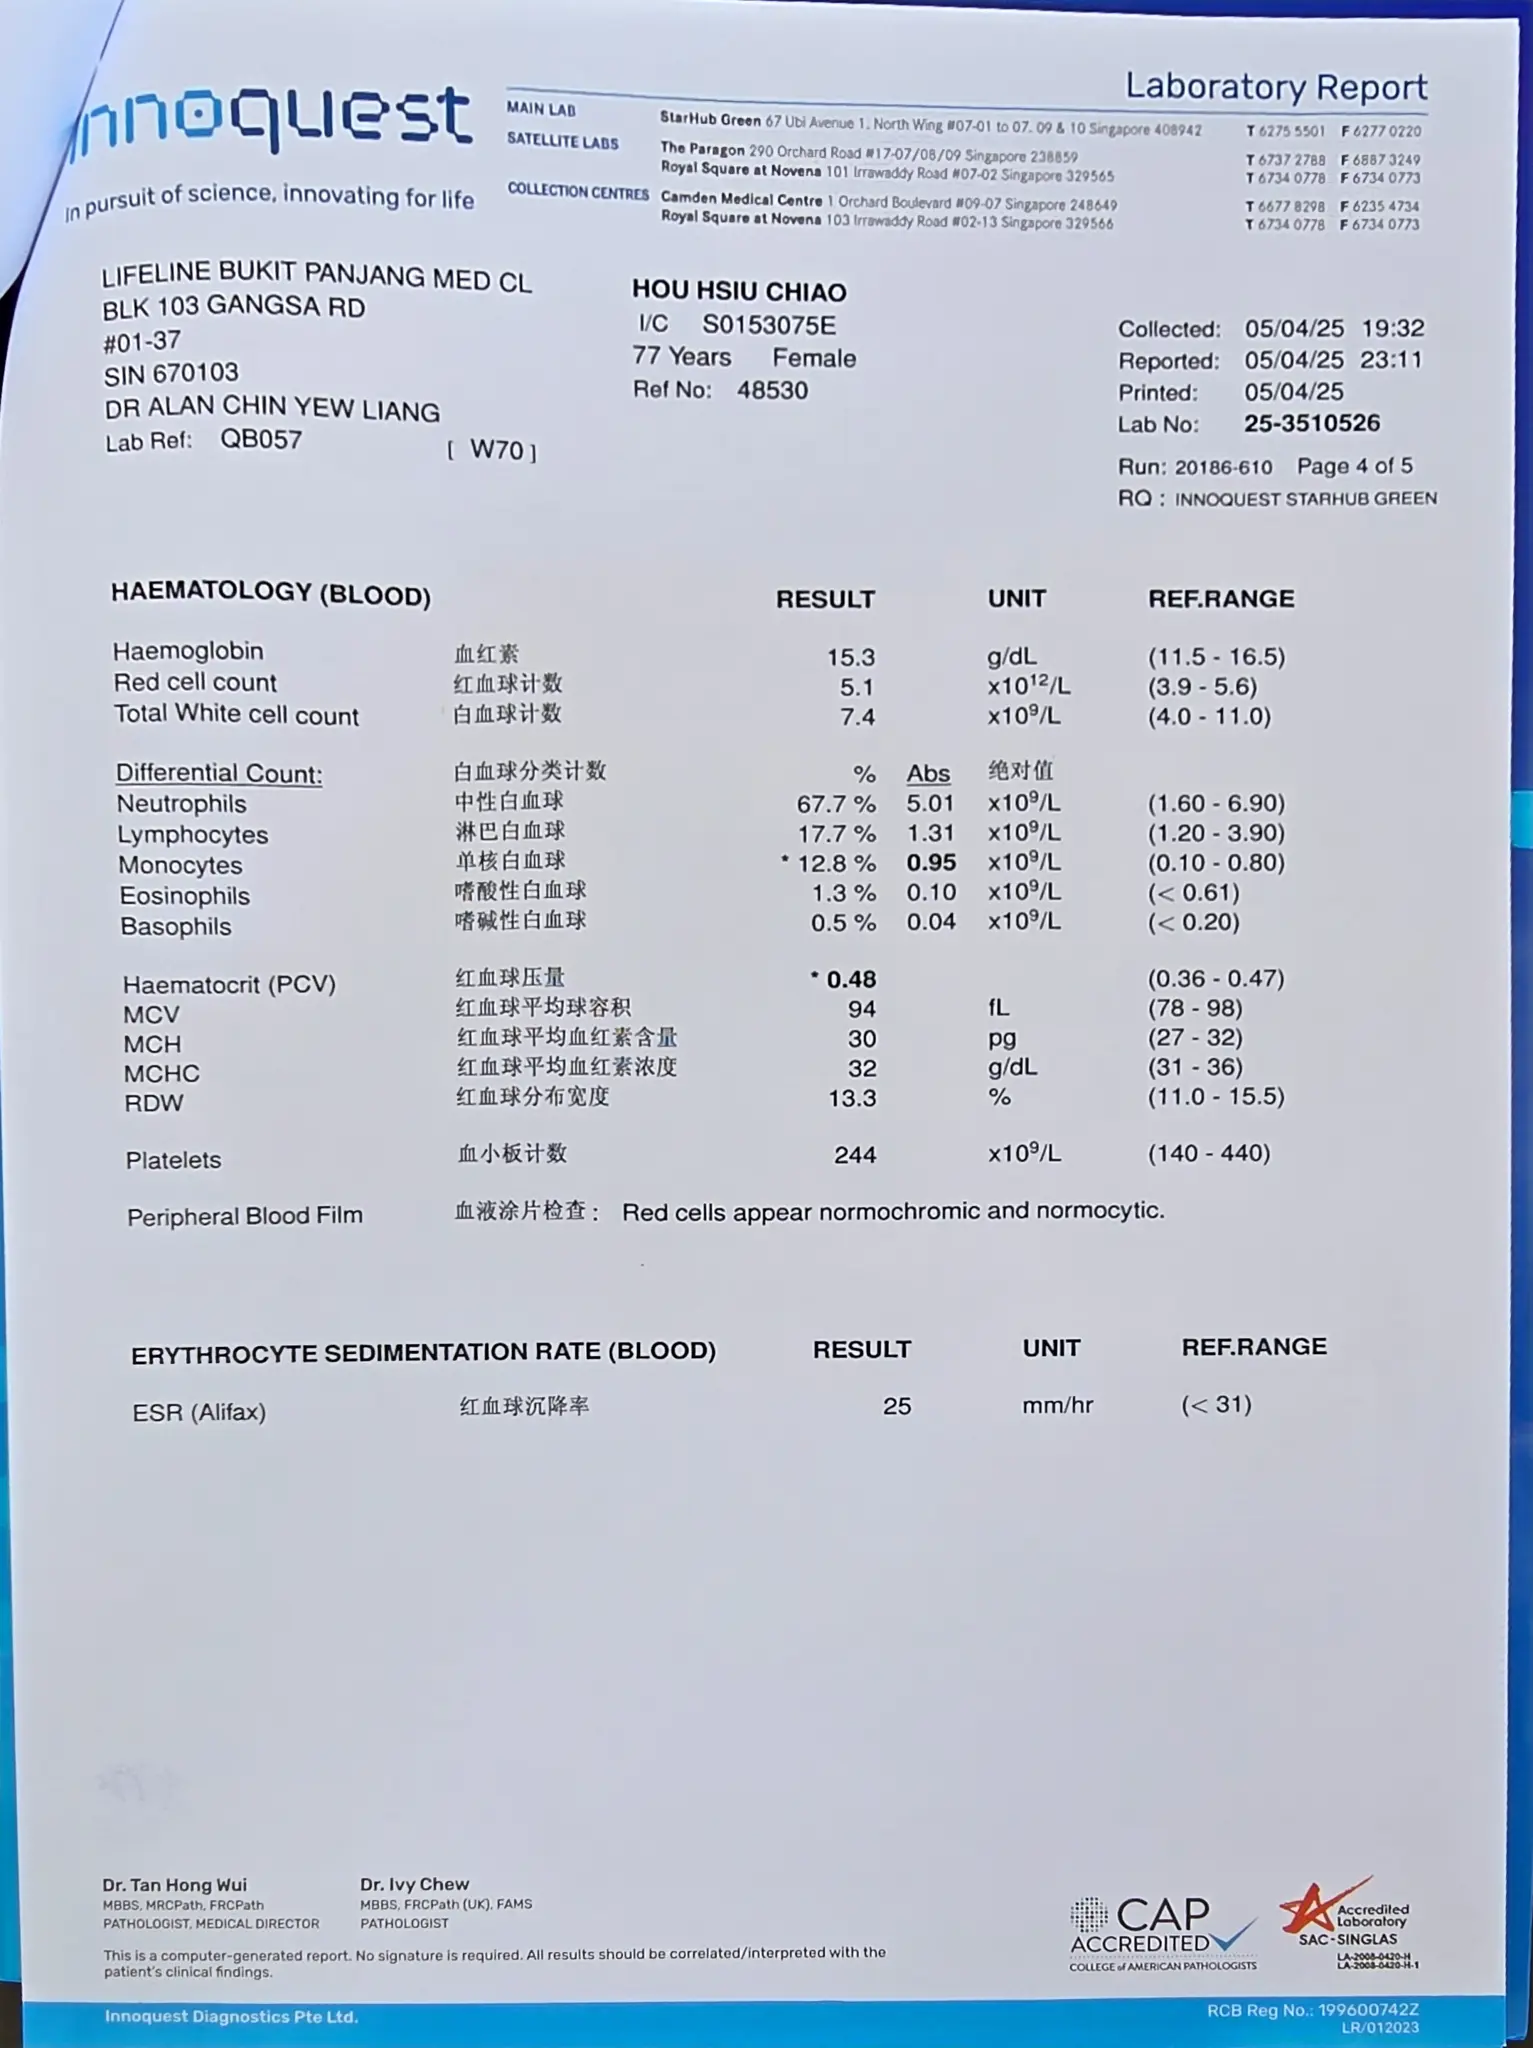 Laboratory Report
innoquest
In pursuit of science, innovating for life
MAIN LAB StarHub Green 67 Ubi Avenue 1, North Wing #07-01 to 07, 09 & 10 Singapore 408942 T 6275 5501 F 6277 0220
SATELLITE LABS The Paragon 290 Orchard Road #17-07/08/09 Singapore 238859 T 6737 2788 F 6887 3249
Royal Square at Novena 101 Irrawaddy Road #07-02 Singapore 329565 T 6734 0778 F 6734 0773
COLLECTION CENTRES Camden Medical Centre 1 Orchard Boulevard #09-07 Singapore 248649 T 6677 8298 F 6235 4734
Royal Square at Novena 103 Irrawaddy Road #02-13 Singapore 329566 T 6734 0778 F 6734 0773
LIFELINE BUKIT PANJANG MED CL
BLK 103 GANGSA RD
#01-37
SIN 670103
DR ALAN CHIN YEW LIANG
Lab Ref: QB057 [ W70 ]
HOU HSIU CHIAO
I/C S0153075E
77 Years Female
Ref No: 48530
Collected: 05/04/25 19:32
Reported: 05/04/25 23:11
Printed: 05/04/25
Lab No: 25-3510526
Run: 20186-610 Page 4 of 5
RQ : INNOQUEST STARHUB GREEN
HAEMATOLOGY (BLOOD) RESULT UNIT REF.RANGE
Haemoglobin 血红素 15.3 g/dL (11.5 - 16.5)
Red cell count 红血球计数 5.1 x10¹²/L (3.9 - 5.6)
Total White cell count 白血球计数 7.4 x10⁹/L (4.0 - 11.0)
Differential Count: 白血球分类计数 % Abs 绝对值
Neutrophils 中性白血球 67.7 % 5.01 x10⁹/L (1.60 - 6.90)
Lymphocytes 淋巴白血球 17.7 % 1.31 x10⁹/L (1.20 - 3.90)
Monocytes 单核白血球 * 12.8 % 0.95 x10⁹/L (0.10 - 0.80)
Eosinophils 嗜酸性白血球 1.3 % 0.10 x10⁹/L (< 0.61)
Basophils 嗜碱性白血球 0.5 % 0.04 x10⁹/L (< 0.20)
Haematocrit (PCV) 红血球压量 * 0.48 (0.36 - 0.47)
MCV 红血球平均球容积 94 fL (78 - 98)
MCH 红血球平均血红素含量 30 pg (27 - 32)
MCHC 红血球平均血红素浓度 32 g/dL (31 - 36)
RDW 红血球分布宽度 13.3 % (11.0 - 15.5)
Platelets 血小板计数 244 x10⁹/L (140 - 440)
Peripheral Blood Film 血液涂片检查： Red cells appear normochromic and normocytic.
ERYTHROCYTE SEDIMENTATION RATE (BLOOD) RESULT UNIT REF.RANGE
ESR (Alifax) 红血球沉降率 25 mm/hr (< 31)
Dr. Tan Hong Wui
MBBS, MRCPath, FRCPath
PATHOLOGIST, MEDICAL DIRECTOR
Dr. Ivy Chew
MBBS, FRCPath (UK), FAMS
PATHOLOGIST
This is a computer-generated report. No signature is required. All results should be correlated/interpreted with the
patient's clinical findings.
CAP
ACCREDITED
COLLEGE of AMERICAN PATHOLOGISTS
Accredited
Laboratory
SAC-SINGLAS
LA-2008-0420-H
LA-2008-0420-H-1
Innoquest Diagnostics Pte Ltd.
RCB Reg No.: 199600742Z
LR/012023